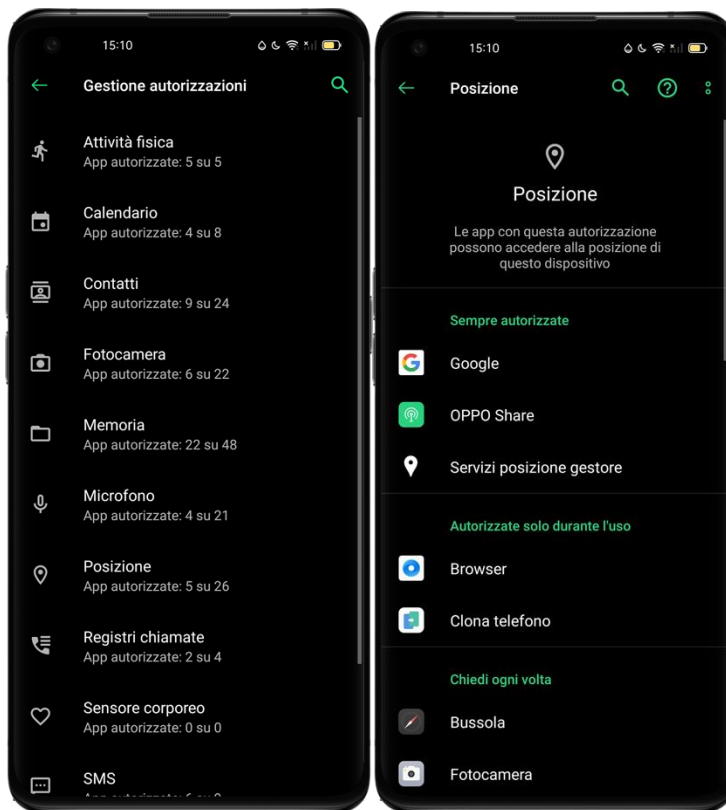 15:10
Gestione autorizzazioni
Attività fisica
App autorizzate: 5 su 5
Calendario
App autorizzate: 4 su 8
Contatti
App autorizzate: 9 su 24
Fotocamera
App autorizzate: 6 su 22
Memoria
App autorizzate: 22 su 48
Microfono
App autorizzate: 4 su 21
Posizione
App autorizzate: 5 su 26
Registri chiamate
App autorizzate: 2 su 4
Sensore corporeo
App autorizzate: 0 su 0
SMS
15:10
Posizione
Posizione
Le app con questa autorizzazione
possono accedere alla posizione di
questo dispositivo
Sempre autorizzate
Google
OPPO Share
Servizi posizione gestore
Autorizzate solo durante l'uso
Browser
Clona telefono
Chiedi ogni volta
Bussola
Fotocamera